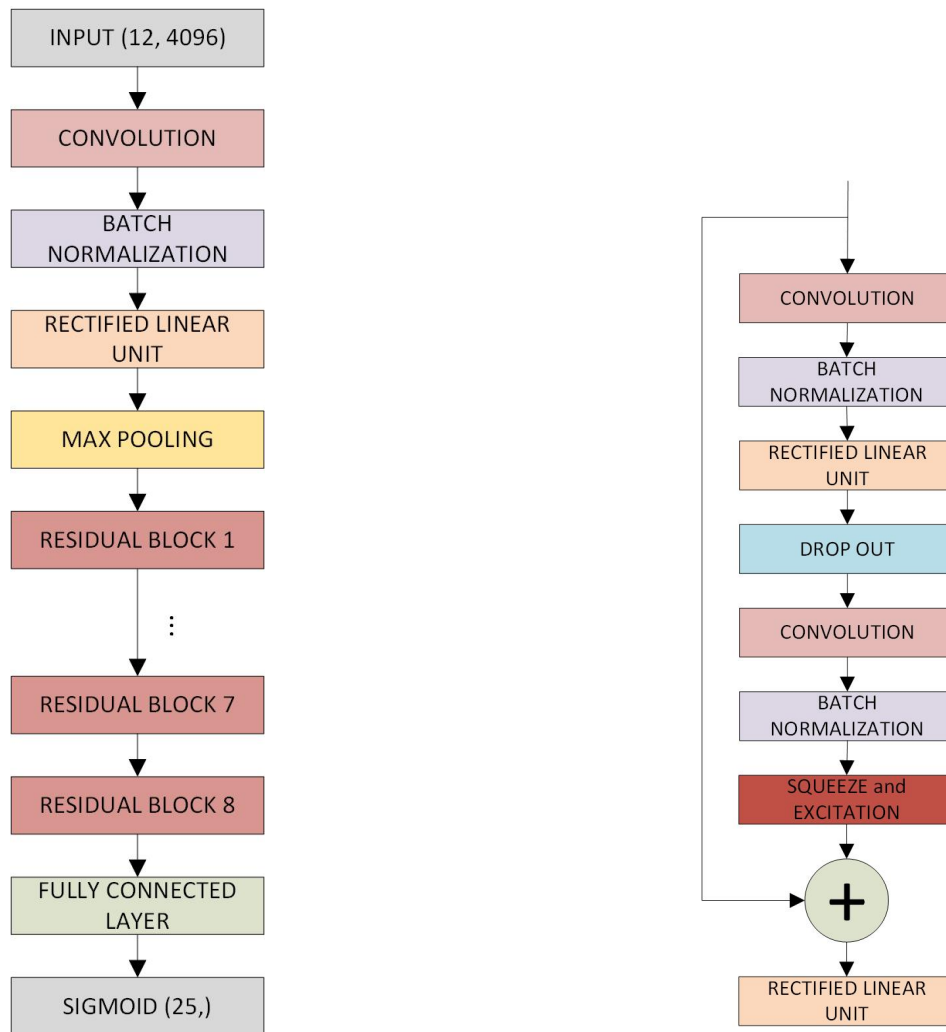 INPUT (12, 4096)
CONVOLUTION
BATCH
NORMALIZATION
RECTIFIED LINEAR
UNIT
MAX POOLING
RESIDUAL BLOCK 1
...
RESIDUAL BLOCK 7
RESIDUAL BLOCK 8
FULLY CONNECTED
LAYER
SIGMOID (25,)
CONVOLUTION
BATCH
NORMALIZATION
RECTIFIED LINEAR
UNIT
DROP OUT
CONVOLUTION
BATCH
NORMALIZATION
SQUEEZE and
EXCITATION
+
RECTIFIED LINEAR
UNIT